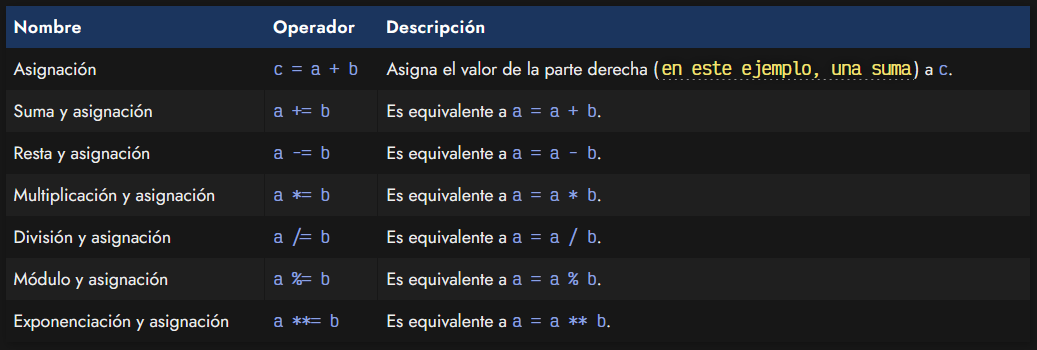 Nombre Operador Descripción
Asignación c = a + b Asigna el valor de la parte derecha (en este ejemplo, una suma) a c.
Suma y asignación a += b Es equivalente a a = a + b.
Resta y asignación a -= b Es equivalente a a = a - b.
Multiplicación y asignación a *= b Es equivalente a a = a * b.
División y asignación a /= b Es equivalente a a = a / b.
Módulo y asignación a %= b Es equivalente a a = a % b.
Exponenciación y asignación a **= b Es equivalente a a = a ** b.